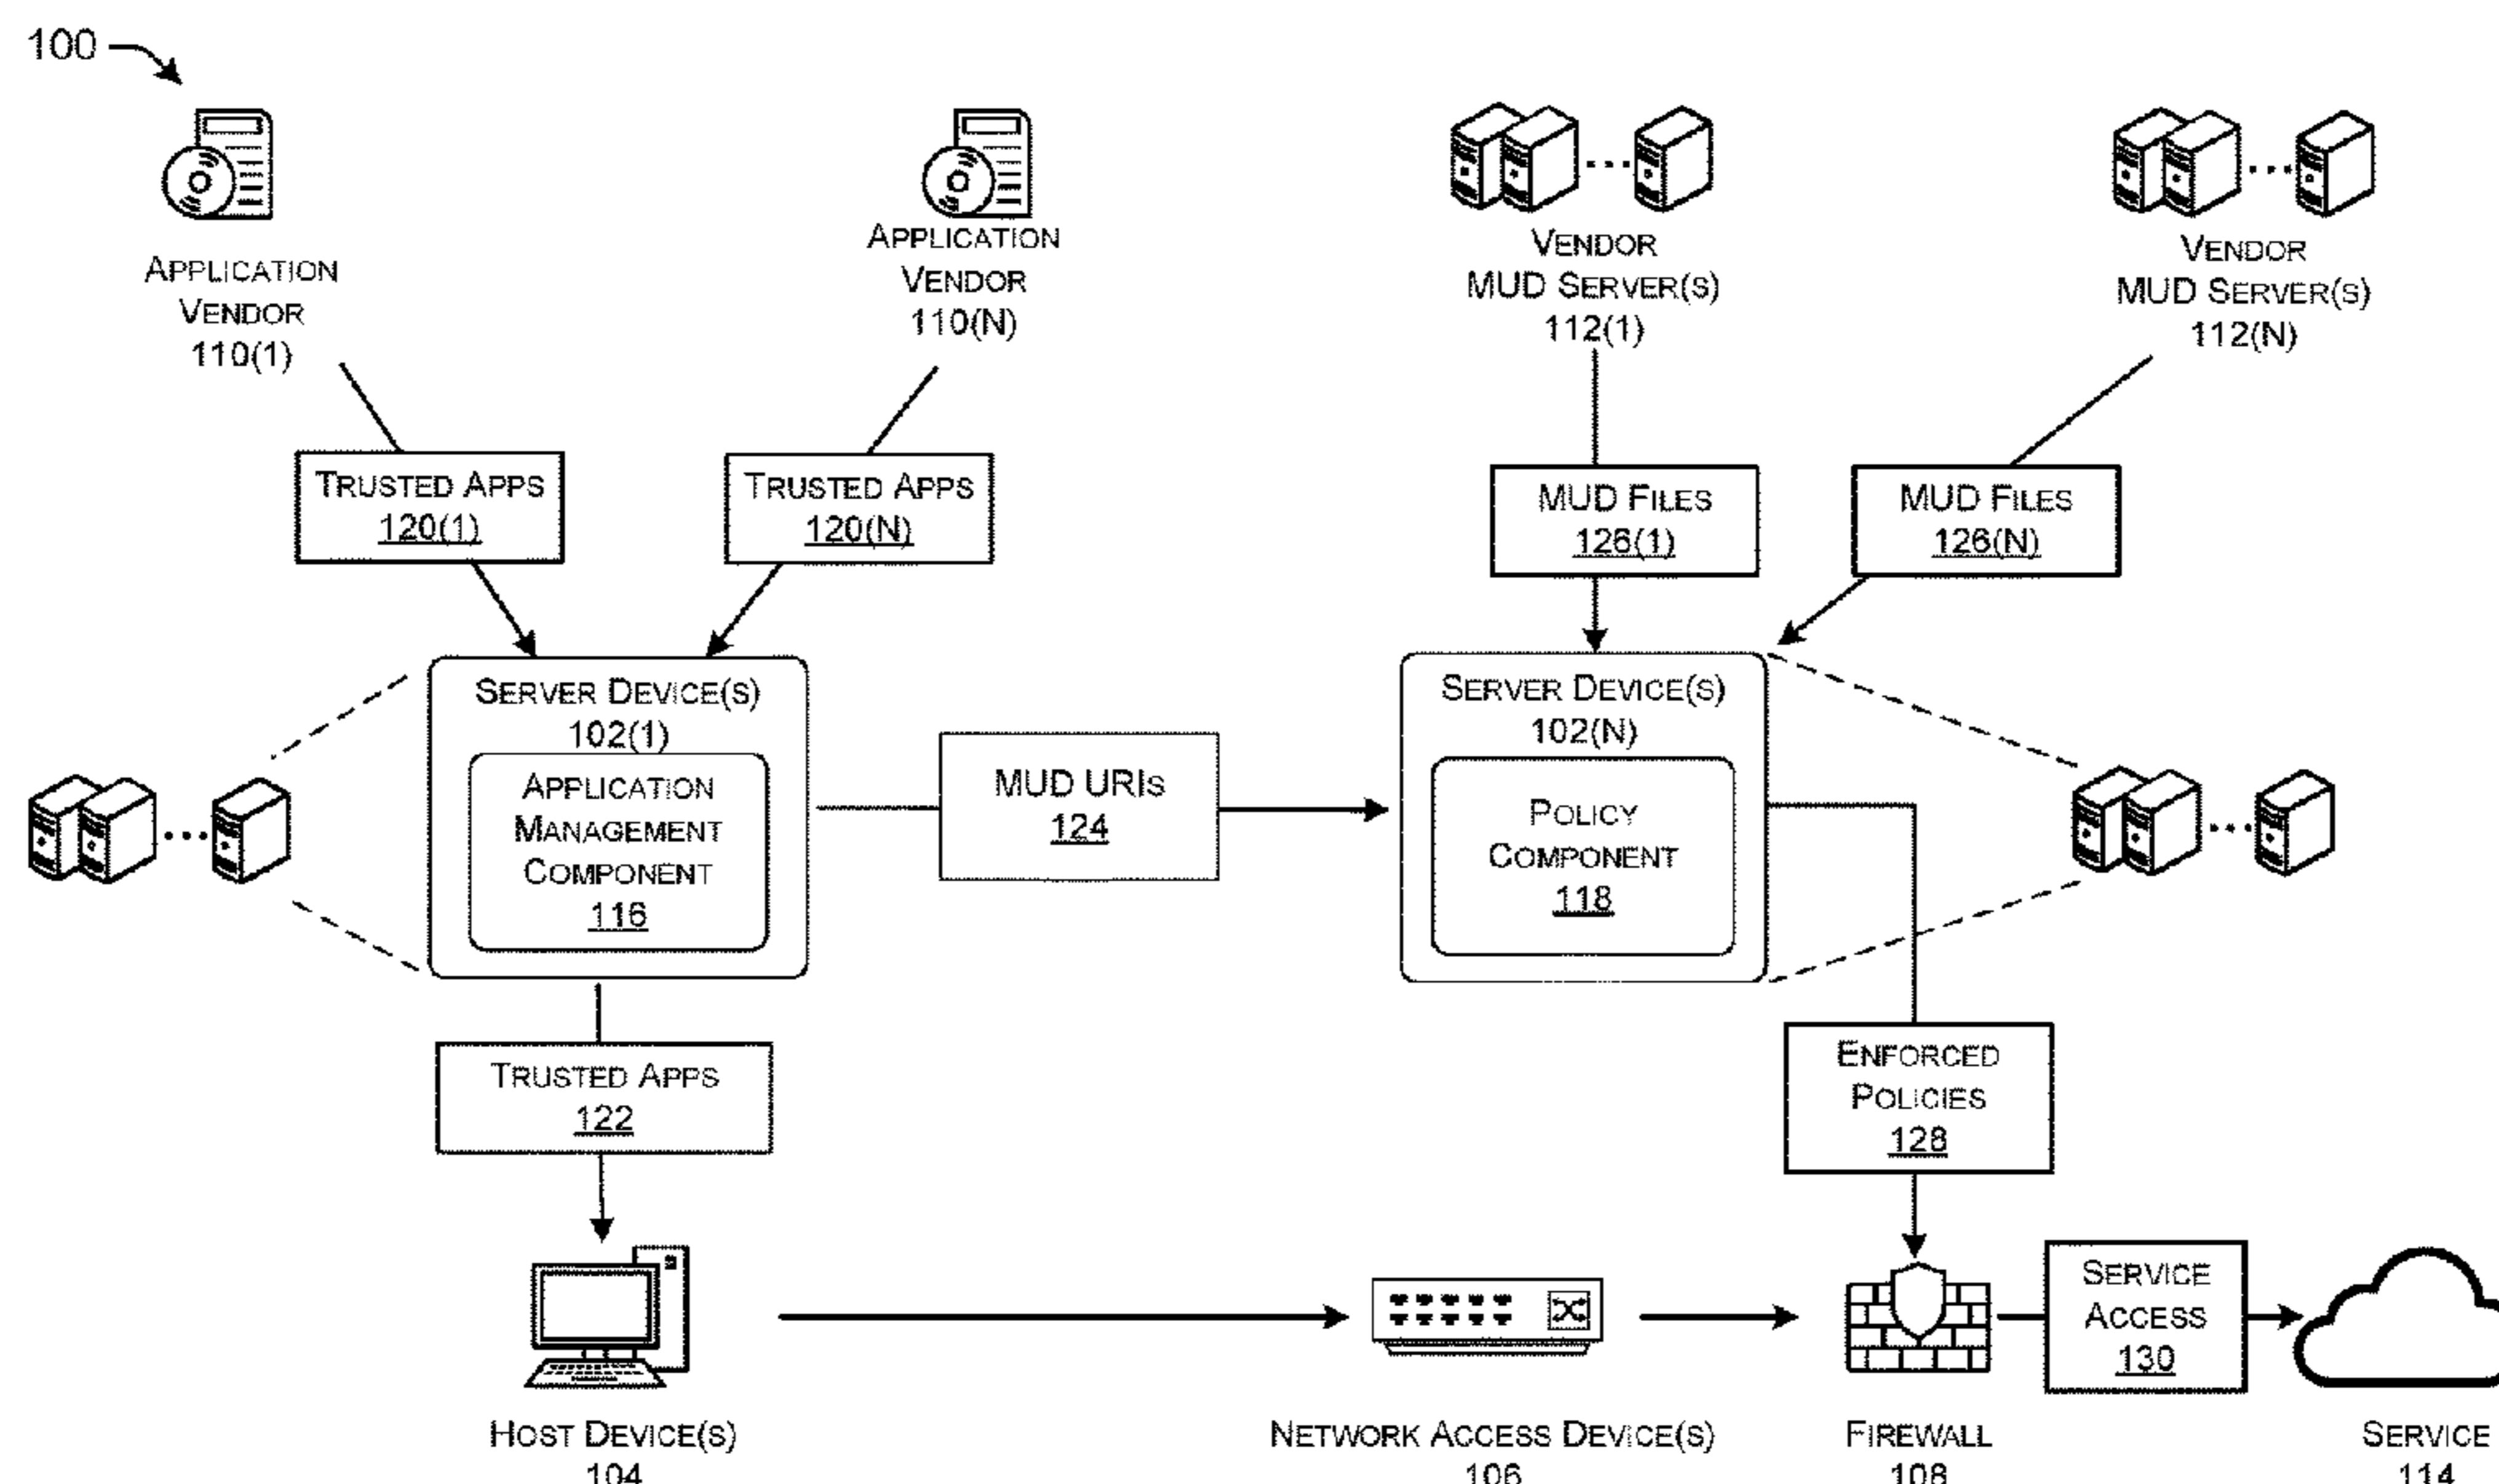 100
APPLICATION
VENDOR
110(1)
APPLICATION
VENDOR
110(N)
VENDOR
MUD SERVER(S)
112(1)
VENDOR
MUD SERVER(S)
112(N)
TRUSTED APPS
120(1)
TRUSTED APPS
120(N)
MUD FILES
126(1)
MUD FILES
126(N)
SERVER DEVICE(S)
102(1)
APPLICATION
MANAGEMENT
COMPONENT
116
MUD URIS
124
SERVER DEVICE(S)
102(N)
POLICY
COMPONENT
118
TRUSTED APPS
122
ENFORCED
POLICIES
128
SERVICE
ACCESS
130
HOST DEVICE(S)
104
NETWORK ACCESS DEVICE(S)
106
FIREWALL
108
SERVICE
114